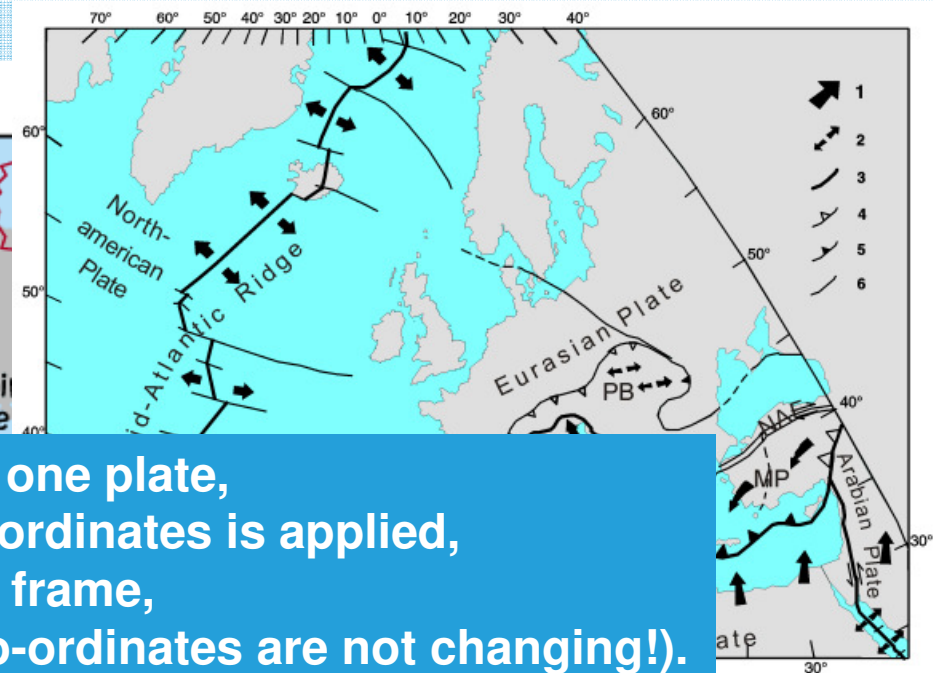 70° 60° 50° 40° 30° 20° 10° 0° 10° 20° 30° 40°
1
2
3
4
5
6
60°
60°
North-
american
Plate
50°
50°
d-Atlantic Ridge
Eurasian Plate
PB
40°
40°
NAF
MP
Arabian Plate
30°
30°
ate
one plate,
ordinates is applied,
frame,
o-ordinates are not changing!).